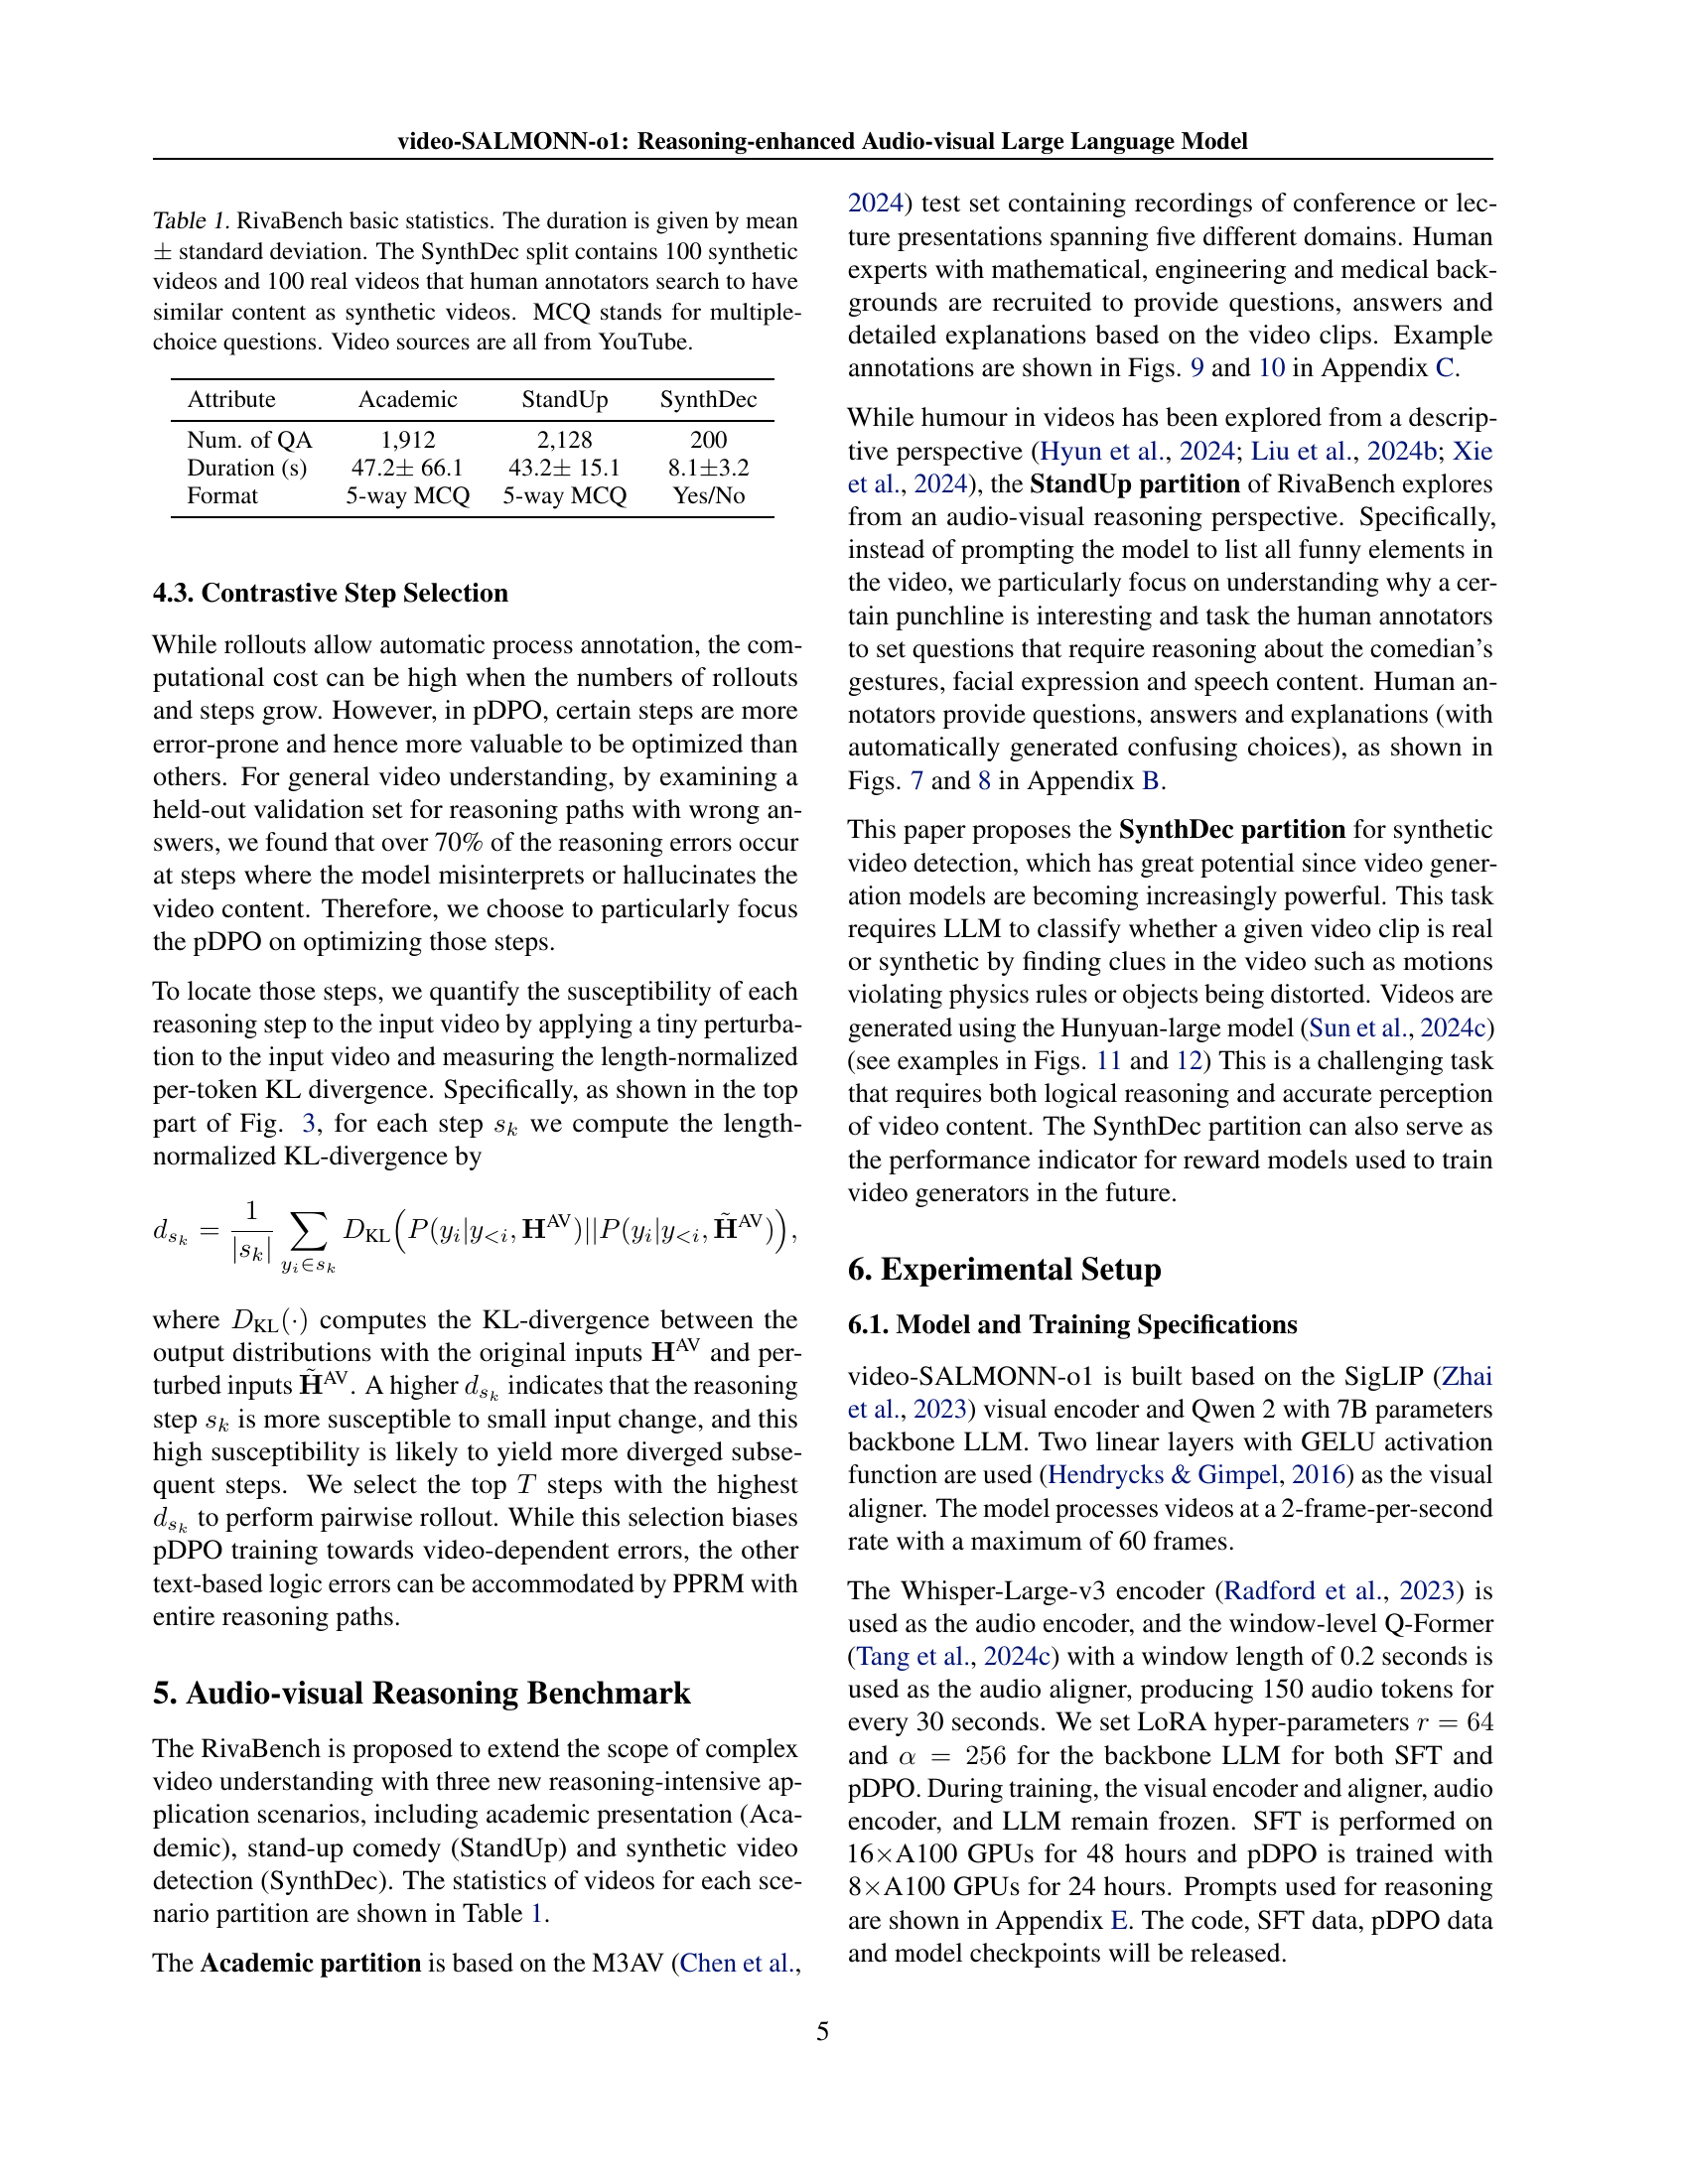 video-SALMONN-o1: Reasoning-enhanced Audio-visual Large Language Model
Table 1. RivaBench basic statistics. The duration is given by mean
± standard deviation. The SynthDec split contains 100 synthetic
videos and 100 real videos that human annotators search to have
similar content as synthetic videos. MCQ stands for multiple-
choice questions. Video sources are all from YouTube.
Attribute Academic StandUp SynthDec
Num. of QA 1,912 2,128 200
Duration (s) 47.2± 66.1 43.2± 15.1 8.1±3.2
Format 5-way MCQ 5-way MCQ Yes/No
4.3. Contrastive Step Selection
While rollouts allow automatic process annotation, the com-
putational cost can be high when the numbers of rollouts
and steps grow. However, in pDPO, certain steps are more
error-prone and hence more valuable to be optimized than
others. For general video understanding, by examining a
held-out validation set for reasoning paths with wrong an-
swers, we found that over 70% of the reasoning errors occur
at steps where the model misinterprets or hallucinates the
video content. Therefore, we choose to particularly focus
the pDPO on optimizing those steps.
To locate those steps, we quantify the susceptibility of each
reasoning step to the input video by applying a tiny perturba-
tion to the input video and measuring the length-normalized
per-token KL divergence. Specifically, as shown in the top
part of Fig. 3, for each step s_k we compute the length-
normalized KL-divergence by
d_{s_k} = \frac{1}{|s_k|} \sum_{y_i \in s_k} D_{KL}(P(y_i|y_{<i}, H^{AV})||P(y_i|y_{<i}, \tilde{H}^{AV})),
where D_{KL}(·) computes the KL-divergence between the
output distributions with the original inputs H^{AV} and per-
turbed inputs \tilde{H}^{AV}. A higher d_{s_k} indicates that the reasoning
step s_k is more susceptible to small input change, and this
high susceptibility is likely to yield more diverged subse-
quent steps. We select the top T steps with the highest
d_{s_k} to perform pairwise rollout. While this selection biases
pDPO training towards video-dependent errors, the other
text-based logic errors can be accommodated by PPRM with
entire reasoning paths.
5. Audio-visual Reasoning Benchmark
The RivaBench is proposed to extend the scope of complex
video understanding with three new reasoning-intensive ap-
plication scenarios, including academic presentation (Aca-
demic), stand-up comedy (StandUp) and synthetic video
detection (SynthDec). The statistics of videos for each sce-
nario partition are shown in Table 1.
The Academic partition is based on the M3AV (Chen et al.,
2024) test set containing recordings of conference or lec-
ture presentations spanning five different domains. Human
experts with mathematical, engineering and medical back-
grounds are recruited to provide questions, answers and
detailed explanations based on the video clips. Example
annotations are shown in Figs. 9 and 10 in Appendix C.
While humour in videos has been explored from a descrip-
tive perspective (Hyun et al., 2024; Liu et al., 2024b; Xie
et al., 2024), the StandUp partition of RivaBench explores
from an audio-visual reasoning perspective. Specifically,
instead of prompting the model to list all funny elements in
the video, we particularly focus on understanding why a cer-
tain punchline is interesting and task the human annotators
to set questions that require reasoning about the comedian's
gestures, facial expression and speech content. Human an-
notators provide questions, answers and explanations (with
automatically generated confusing choices), as shown in
Figs. 7 and 8 in Appendix B.
This paper proposes the SynthDec partition for synthetic
video detection, which has great potential since video gener-
ation models are becoming increasingly powerful. This task
requires LLM to classify whether a given video clip is real
or synthetic by finding clues in the video such as motions
violating physics rules or objects being distorted. Videos are
generated using the Hunyuan-large model (Sun et al., 2024c)
(see examples in Figs. 11 and 12) This is a challenging task
that requires both logical reasoning and accurate perception
of video content. The SynthDec partition can also serve as
the performance indicator for reward models used to train
video generators in the future.
6. Experimental Setup
6.1. Model and Training Specifications
video-SALMONN-o1 is built based on the SigLIP (Zhai
et al., 2023) visual encoder and Qwen 2 with 7B parameters
backbone LLM. Two linear layers with GELU activation
function are used (Hendrycks & Gimpel, 2016) as the visual
aligner. The model processes videos at a 2-frame-per-second
rate with a maximum of 60 frames.
The Whisper-Large-v3 encoder (Radford et al., 2023) is
used as the audio encoder, and the window-level Q-Former
(Tang et al., 2024c) with a window length of 0.2 seconds is
used as the audio aligner, producing 150 audio tokens for
every 30 seconds. We set LoRA hyper-parameters r = 64
and α = 256 for the backbone LLM for both SFT and
pDPO. During training, the visual encoder and aligner, audio
encoder, and LLM remain frozen. SFT is performed on
16×A100 GPUs for 48 hours and pDPO is trained with
8×A100 GPUs for 24 hours. Prompts used for reasoning
are shown in Appendix E. The code, SFT data, pDPO data
and model checkpoints will be released.
5